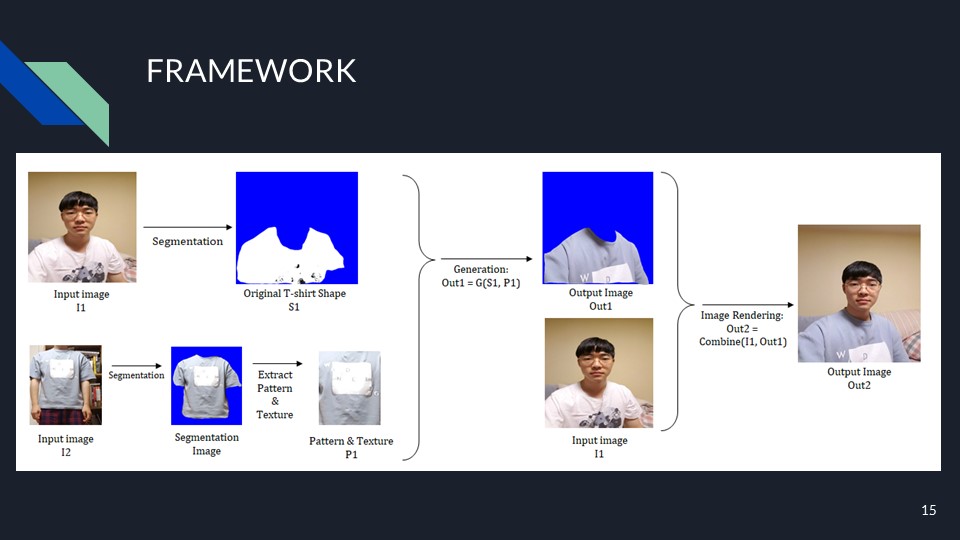 FRAMEWORK
Segmentation
Input image
I1
Original T-shirt Shape
S1
Segmentation
Extract
Pattern
&
Texture
Input image
I2
Segmentation
Image
Pattern & Texture
P1
Generation:
Out1 = G(S1, P1)
Output Image
Out1
Input image
I1
Image Rendering:
Out2 =
Combine(I1, Out1)
Output Image
Out2
15